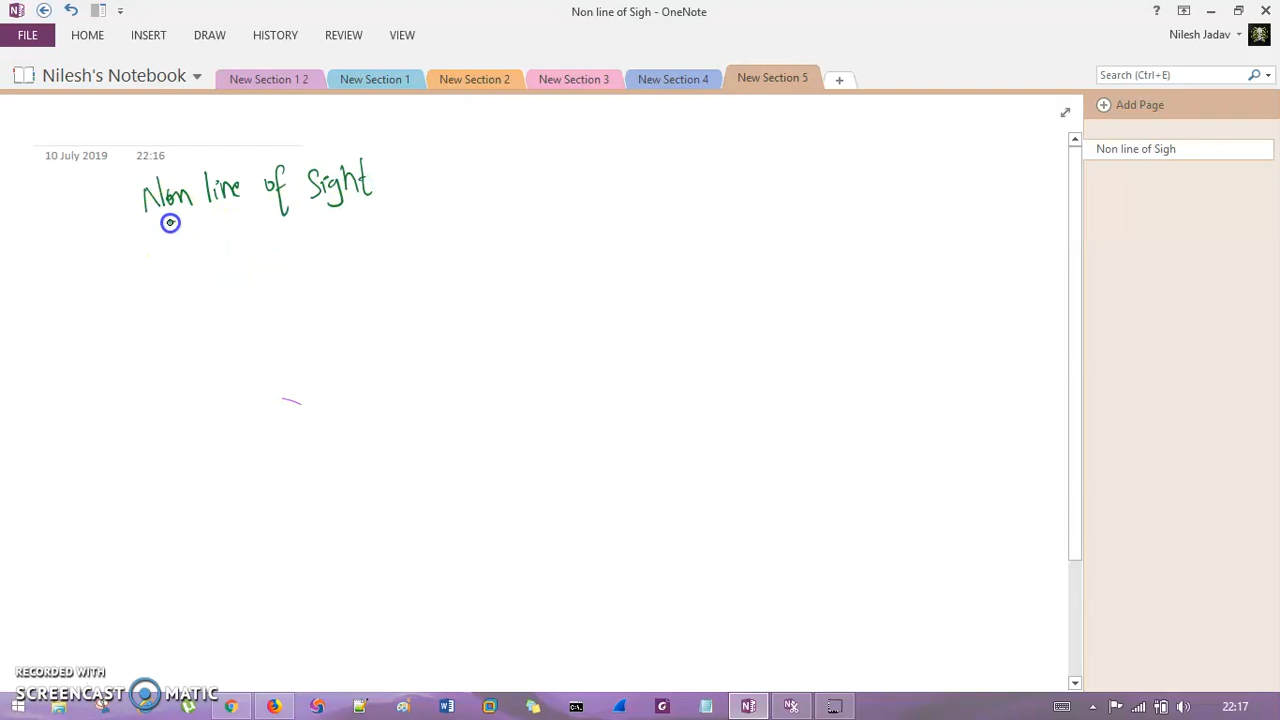 Non line of Sigh - OneNote
?
FILE HOME INSERT DRAW HISTORY REVIEW VIEW Nilesh Jadav
Nilesh's Notebook New Section 1 2 New Section 1 New Section 2 New Section 3 New Section 4 New Section 5 + Search (Ctrl+E)
Add Page
Non line of Sigh
10 July 2019 22:16
Non line of Sight
RECORDED WITH
SCREENCAST MATIC
22:17